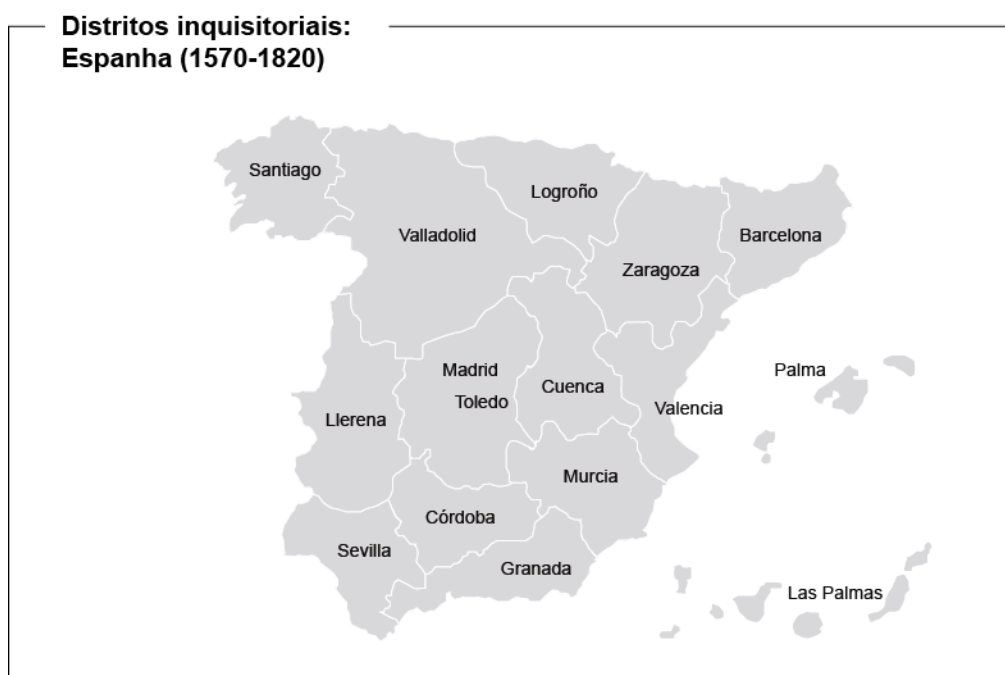 Distritos inquisitoriais:
Espanha (1570-1820)
Santiago
Logroño
Valladolid
Barcelona
Zaragoza
Madrid
Palma
Toledo
Cuenca
Valencia
Llerena
Murcia
Córdoba
Sevilla
Granada
Las Palmas